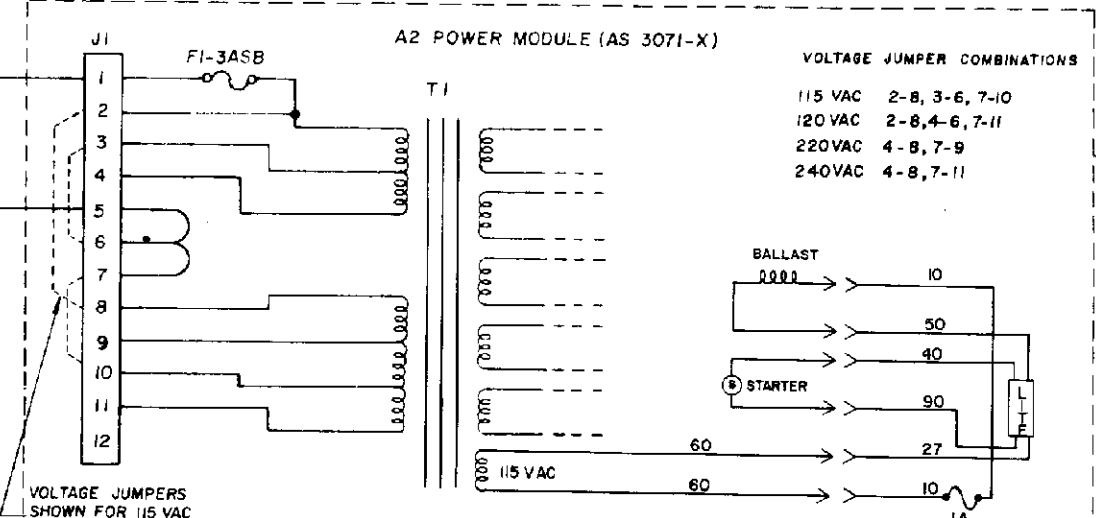 A2 POWER MODULE (AS 3071-X)
J1
F1-3ASB
T1
1
2
3
4
5
6
7
8
9
10
11
12
VOLTAGE JUMPER COMBINATIONS
115 VAC 2-8, 3-6, 7-10
120 VAC 2-8, 4-6, 7-11
220 VAC 4-8, 7-9
240 VAC 4-8, 7-11
BALLAST
10
50
40
S STARTER
90
LITE
60
27
115 VAC
60
10
1A
VOLTAGE JUMPERS
SHOWN FOR 115 VAC